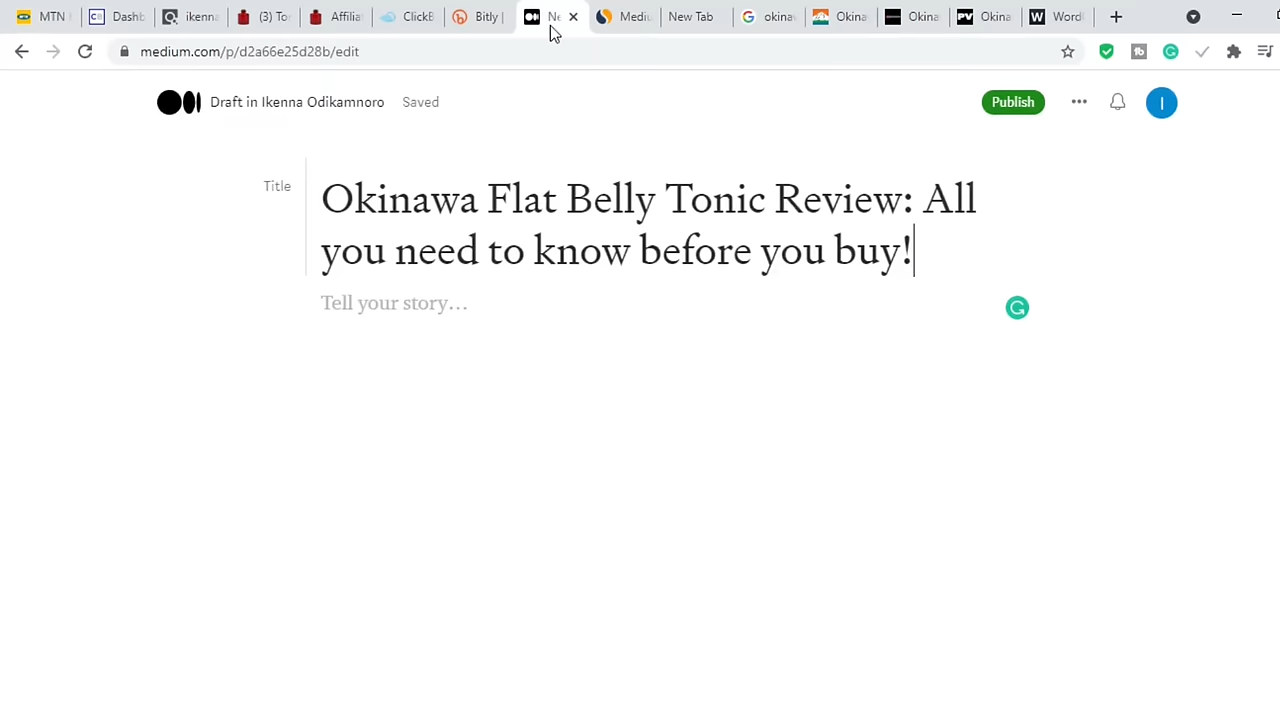 MTN
Dashb
ikenna
(3) To
Affilia
ClickB
Bitly |
Ne
Mediu
New Tab
okinaw
Okina
Okina
Okina
Word
medium.com/p/d2a66e25d28b/edit
Draft in Ikenna Odikamnoro
Saved
Publish
I
Title
Okinawa Flat Belly Tonic Review: All
you need to know before you buy!
Tell your story…